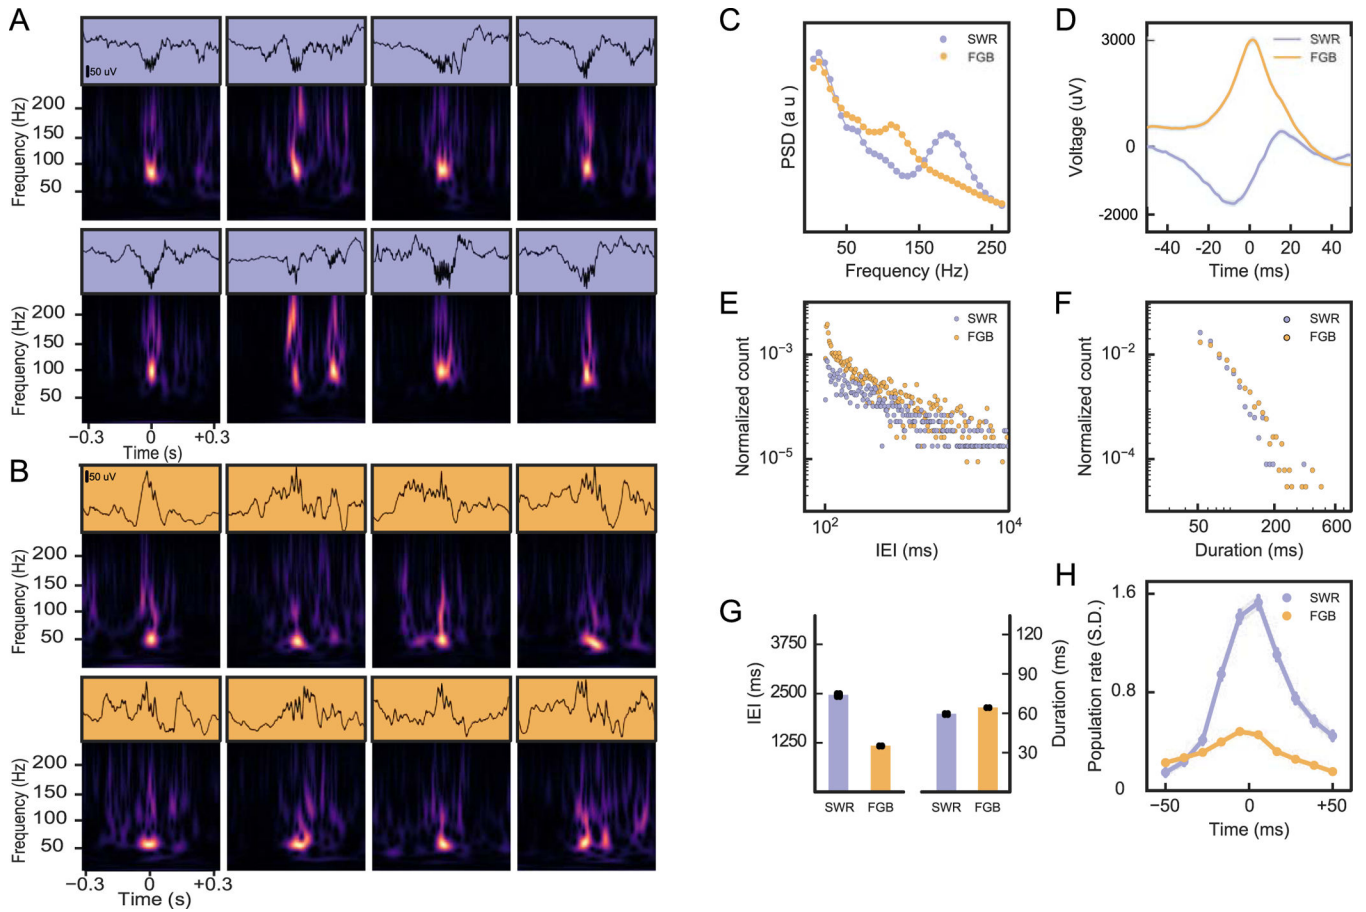 A
50 uV
Frequency (Hz)
200
150
100
50
Frequency (Hz)
200
150
100
50
−0.3
0
+0.3
Time (s)
B
50 uV
Frequency (Hz)
200
150
100
50
Frequency (Hz)
200
150
100
50
−0.3
0
+0.3
Time (s)
C
PSD (a u )
SWR
FGB
50
150
250
Frequency (Hz)
D
Voltage (uV)
3000
0
-2000
SWR
FGB
-40
-20
0
20
40
Time (ms)
E
Normalized count
10⁻³
10⁻⁵
SWR
FGB
10²
10⁴
IEI (ms)
F
Normalized count
10⁻²
10⁻⁴
SWR
FGB
50
200
600
Duration (ms)
G
IEI (ms)
3750
2500
1250
SWR
FGB
SWR
FGB
120
90
60
30
Duration (ms)
H
Population rate (S.D.)
1.6
0.8
0
SWR
FGB
−50
0
+50
Time (ms)